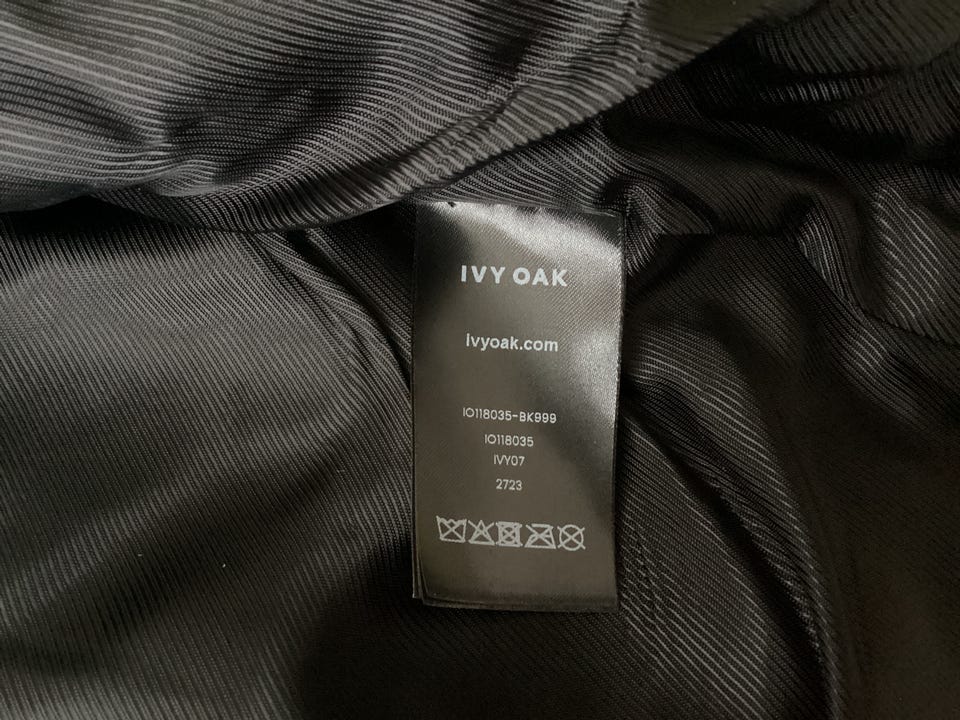 IVY OAK
Ivyoak.com
IO118035-BK999
IO118035
IVY07
2723